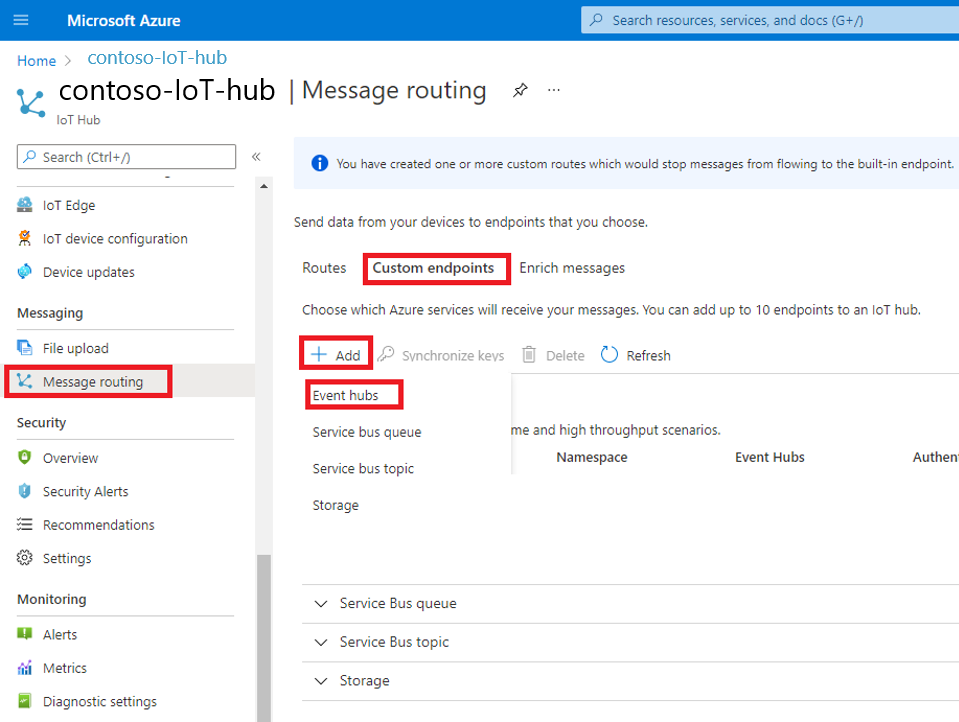 Microsoft Azure
Search resources, services, and docs (G+/)
Home > contoso-IoT-hub
contoso-IoT-hub | Message routing ...
IoT Hub
Search (Ctrl+/) «
IoT Edge
IoT device configuration
Device updates
Messaging
File upload
Message routing
Security
Overview
Security Alerts
Recommendations
Settings
Monitoring
Alerts
Metrics
Diagnostic settings
You have created one or more custom routes which would stop messages from flowing to the built-in endpoint.
Send data from your devices to endpoints that you choose.
Routes Custom endpoints Enrich messages
Choose which Azure services will receive your messages. You can add up to 10 endpoints to an IoT hub.
+ Add Synchronize keys Delete Refresh
Event hubs
Service bus queue
Service bus topic
Storage
me and high throughput scenarios.
Namespace Event Hubs Authen
Service Bus queue
Service Bus topic
Storage